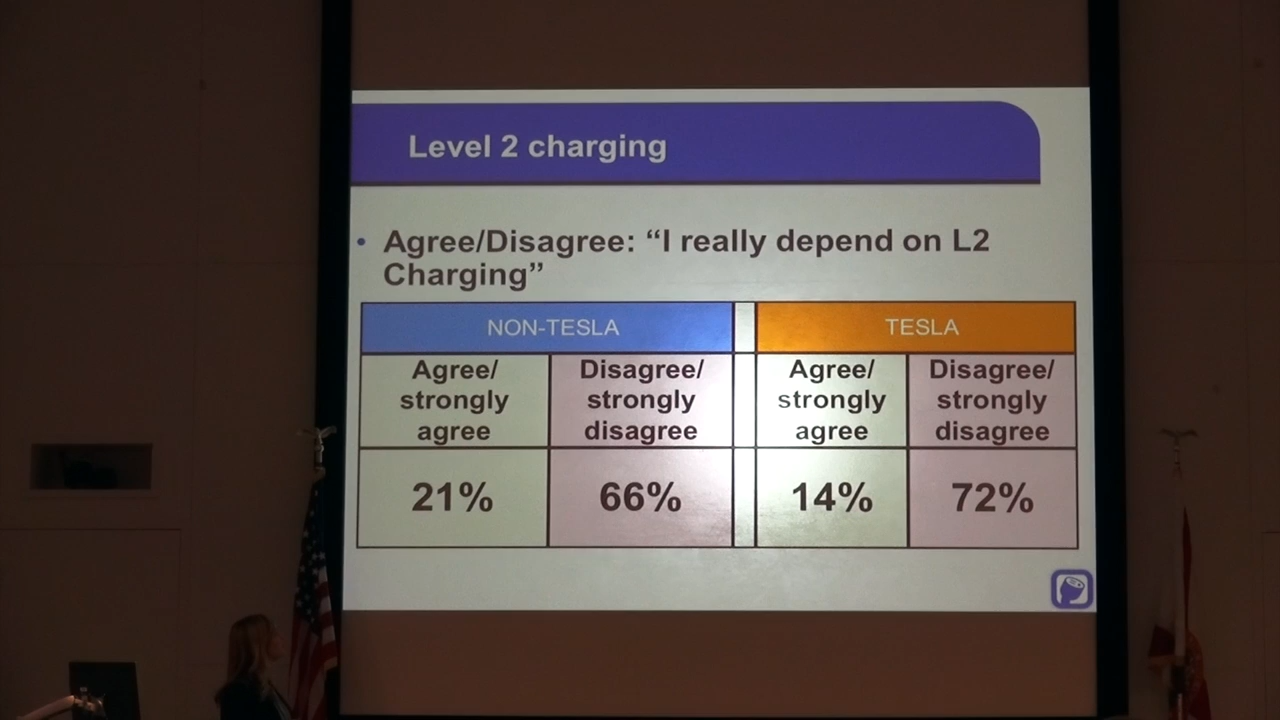 Level 2 charging
• Agree/Disagree: “I really depend on L2
Charging”
NON-TESLA TESLA
Agree/ Disagree/ Agree/ Disagree/
strongly strongly strongly strongly
agree disagree agree disagree
21% 66% 14% 72%